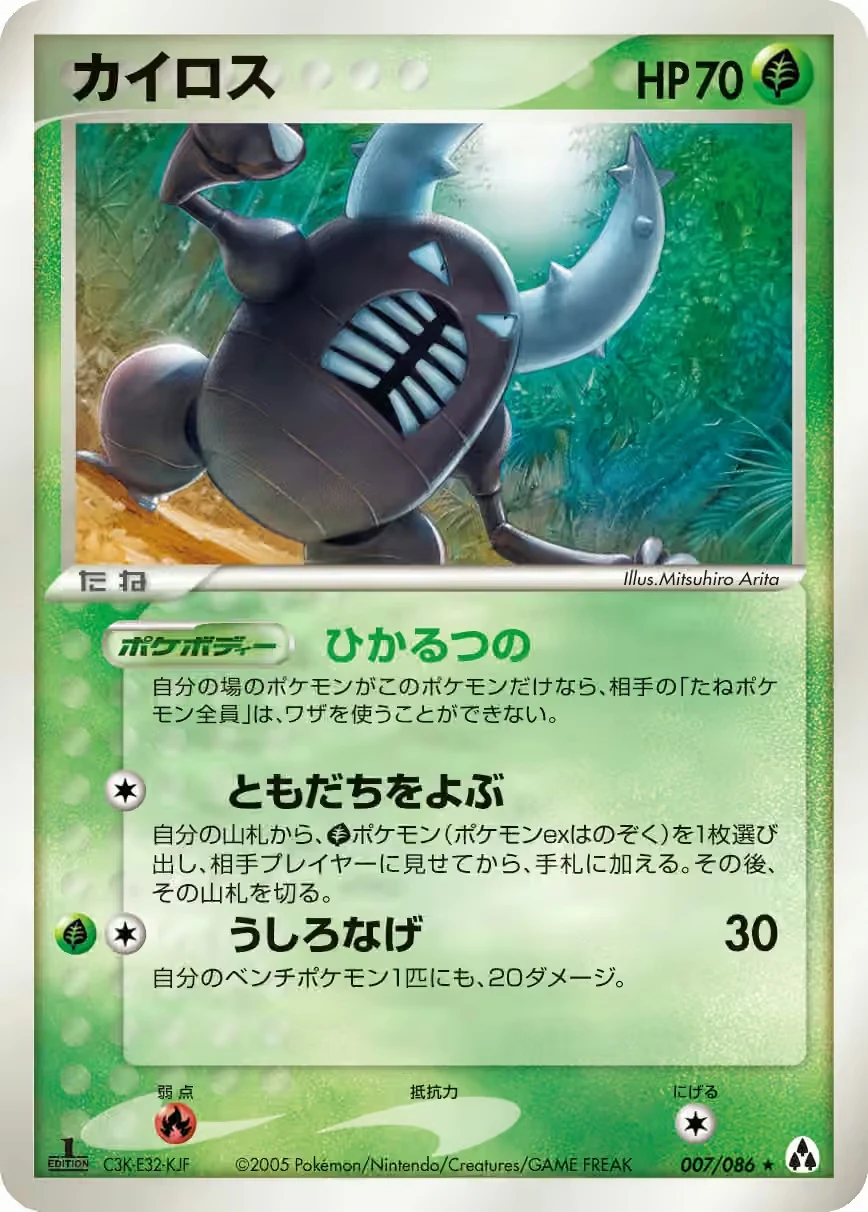 カイロス HP70
たね Illus.Mitsuhiro Arita
ポケボディー ひかるつの
自分の場のポケモンがこのポケモンだけなら、相手の「たねポケ
モン全員」は、ワザを使うことができない。
ともだちをよぶ
自分の山札から、ポケモン(ポケモンexはのぞく)を1枚選び
出し、相手プレイヤーに見せてから、手札に加える。その後、
その山札を切る。
うしろなげ 30
自分のベンチポケモン1匹にも、20ダメージ。
弱点 抵抗力 にげる
1 EDITION C3K-E32-KJF ©2005 Pokémon/Nintendo/Creatures/GAME FREAK 007/086 ★